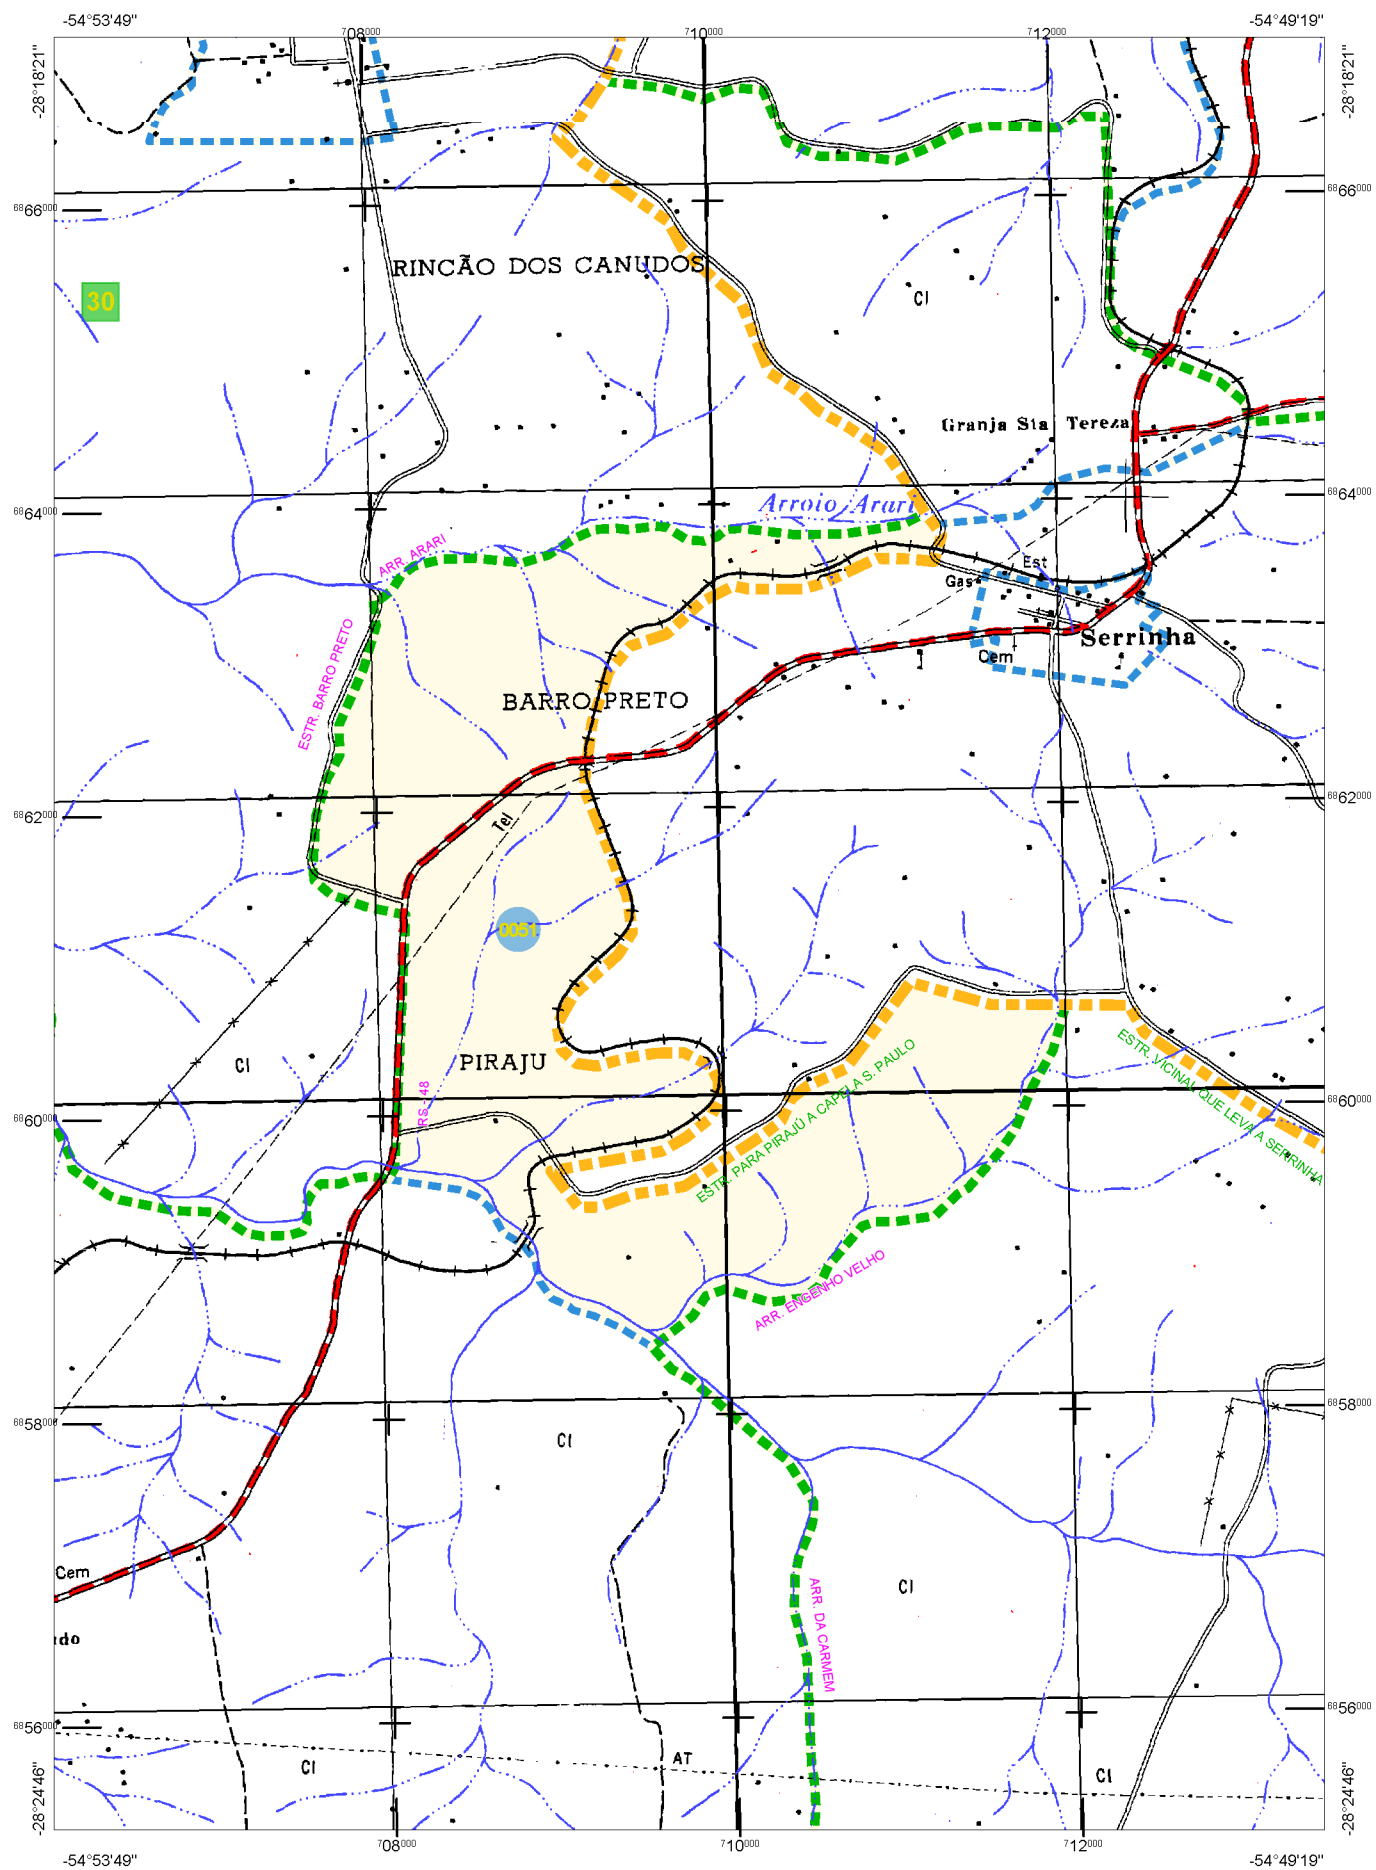 -54°53'49"
-54°49'19"
708000
710000
712000
-28°18'21"
-28°18'21"
6866000
6866000
RINCÃO DOS CANUDOS
30
CI
Granja Sta Tereza
6864000
6864000
Arroio Arari
ARR. ARARI
Est
Gas
Serrinha
Cem
ESTR. BARRO PRETO
BARRO PRETO
6862000
6862000
Tel
0051
CI
PIRAJU
ESTR. PARA PIRAJÚ A CAPELA S. PAULO
ESTR. VICINAL QUE LEVA A SERRINHA
RS-148
6860000
6860000
ARR. ENGENHO VELHO
6858000
6858000
CI
Cem
CI
ARR. DA CARMEM
do
6856000
6856000
CI
AT
CI
-28°24'46"
-28°24'46"
708000
710000
712000
-54°53'49"
-54°49'19"